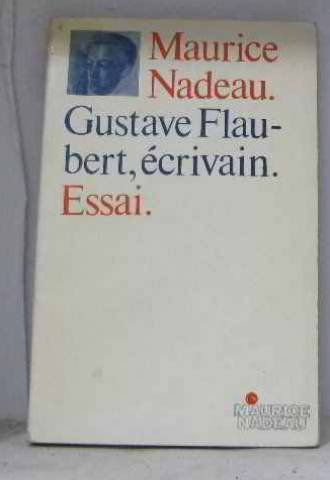 Maurice
Nadeau.
Gustave Flau-
bert, écrivain.
Essai.
MAURICE
NADEAU